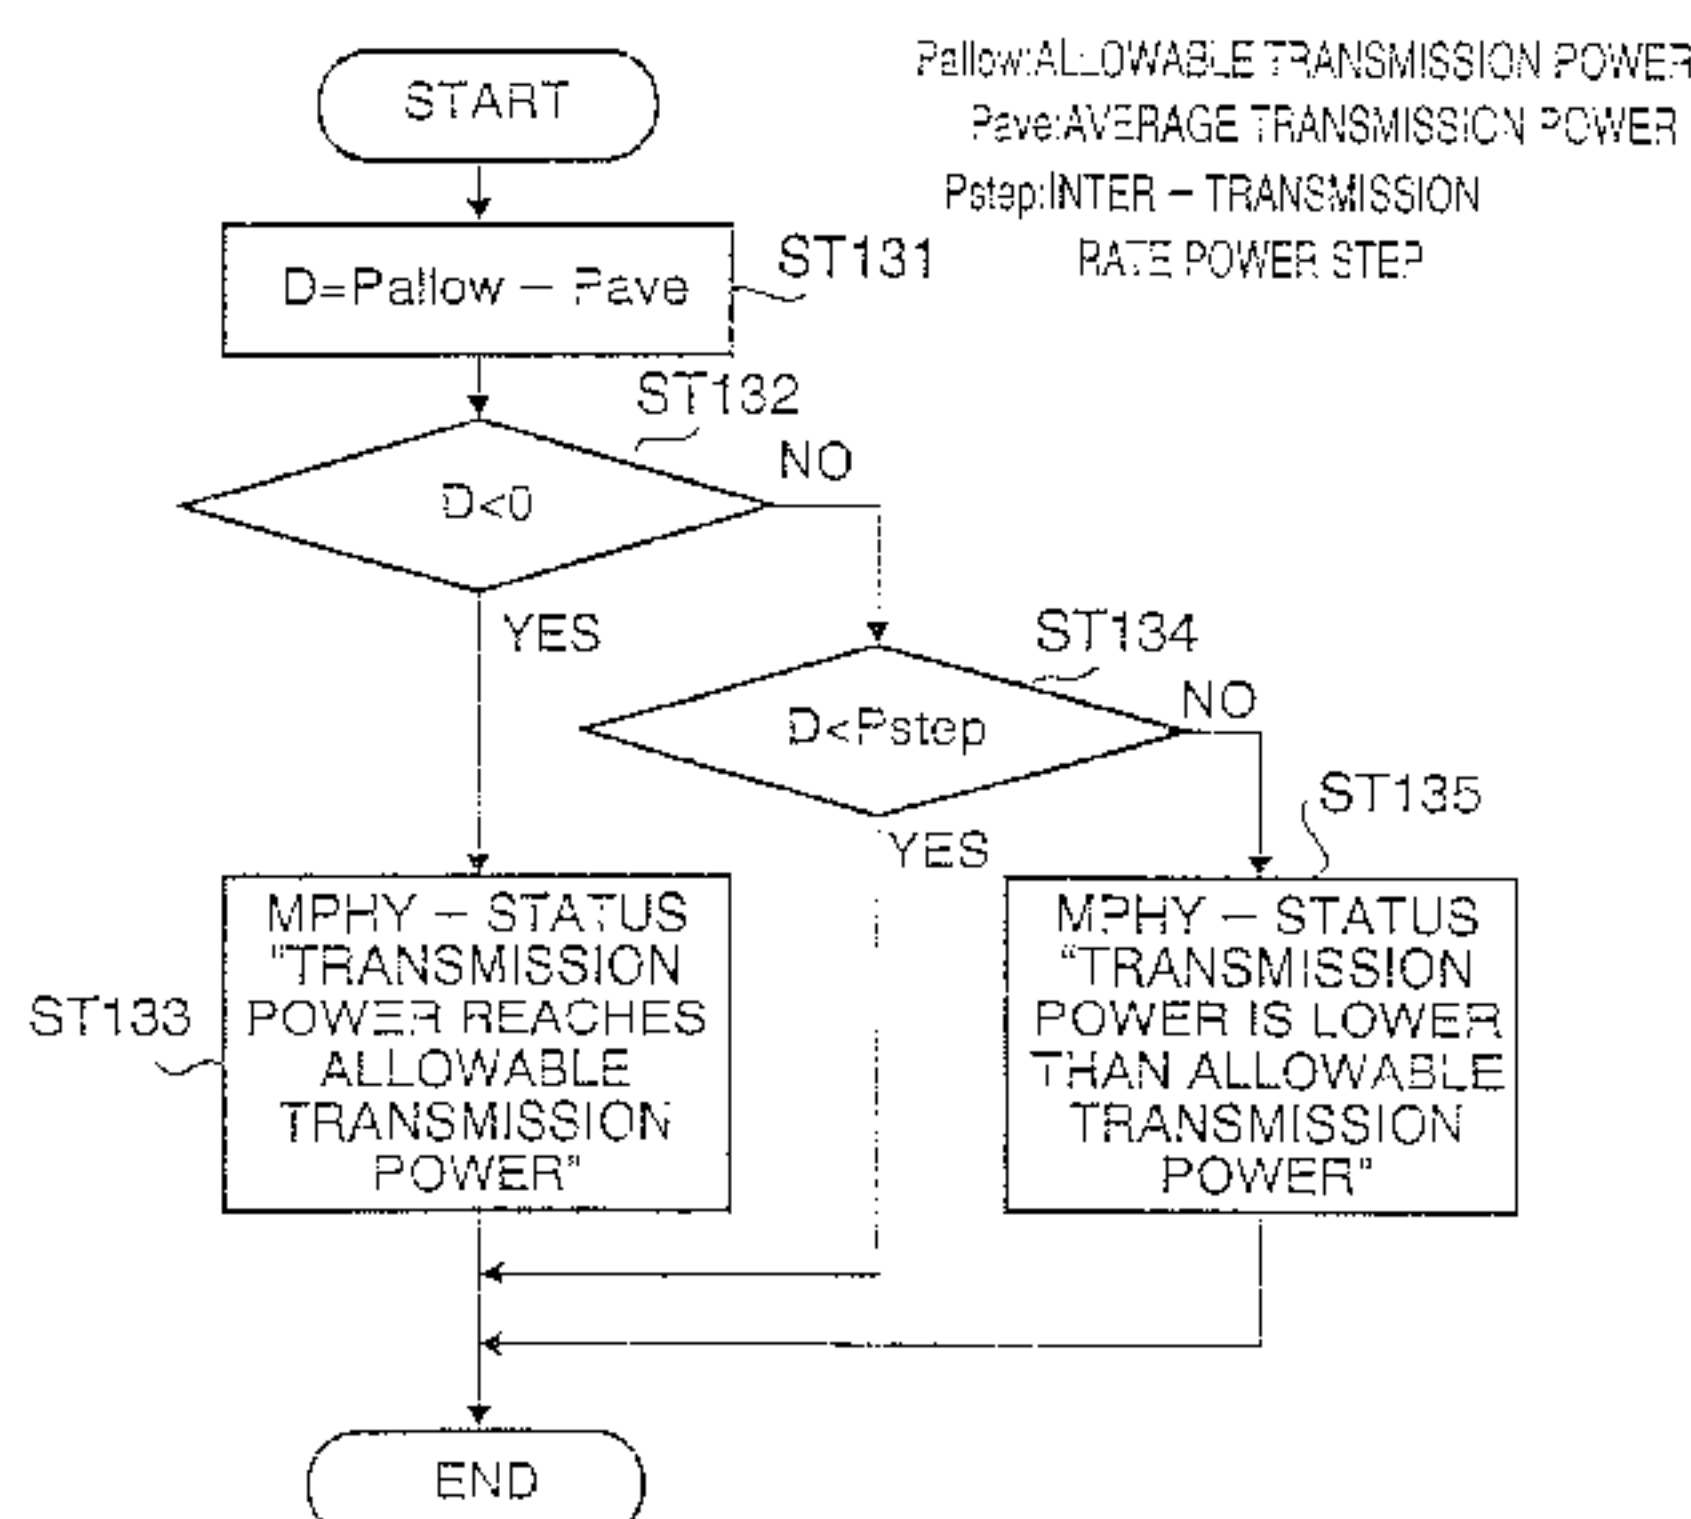 START
Pallow:ALLOWABLE TRANSMISSION POWER
Pave:AVERAGE TRANSMISSION POWER
Pstep:INTER – TRANSMISSION
RATE POWER STEP
D=Pallow – Pave
ST131
ST132
D<0
NO
YES
ST134
D<Pstep
NO
YES
ST135
ST133
MPHY – STATUS
"TRANSMISSION
POWER REACHES
ALLOWABLE
TRANSMISSION
POWER"
MPHY – STATUS
"TRANSMISSION
POWER IS LOWER
THAN ALLOWABLE
TRANSMISSION
POWER"
END